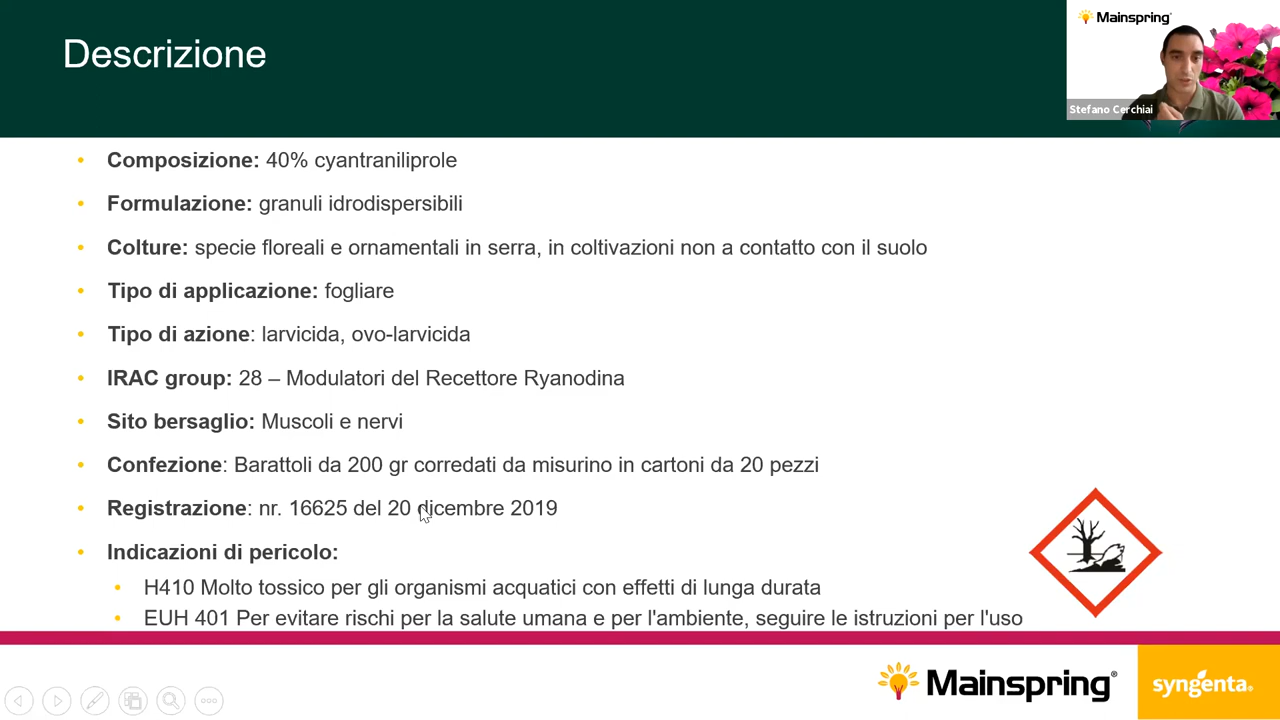 Descrizione
Mainspring
Stefano Cerchiai
• Composizione: 40% cyantraniliprole
• Formulazione: granuli idrodispersibili
• Colture: specie floreali e ornamentali in serra, in coltivazioni non a contatto con il suolo
• Tipo di applicazione: fogliare
• Tipo di azione: larvicida, ovo-larvicida
• IRAC group: 28 – Modulatori del Recettore Ryanodina
• Sito bersaglio: Muscoli e nervi
• Confezione: Barattoli da 200 gr corredati da misurino in cartoni da 20 pezzi
• Registrazione: nr. 16625 del 20 dicembre 2019
• Indicazioni di pericolo:
• H410 Molto tossico per gli organismi acquatici con effetti di lunga durata
• EUH 401 Per evitare rischi per la salute umana e per l'ambiente, seguire le istruzioni per l'uso
Mainspring®
syngenta®